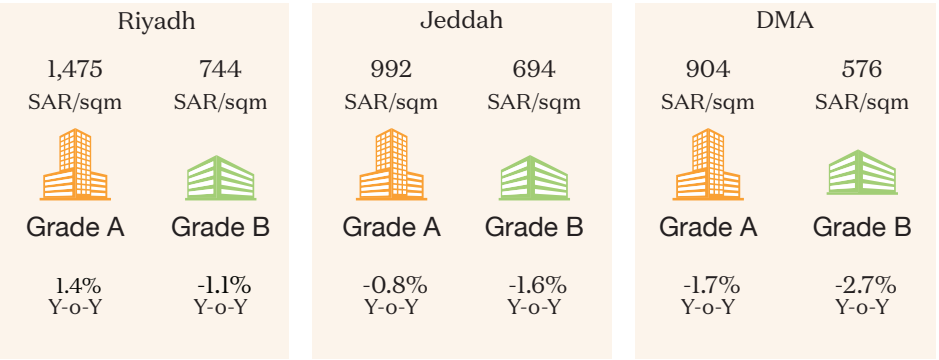 Riyadh
1,475 744
SAR/sqm SAR/sqm
Grade A Grade B
1.4% -1.1%
Y-o-Y Y-o-Y
Jeddah
992 694
SAR/sqm SAR/sqm
Grade A Grade B
-0.8% -1.6%
Y-o-Y Y-o-Y
DMA
904 576
SAR/sqm SAR/sqm
Grade A Grade B
-1.7% -2.7%
Y-o-Y Y-o-Y